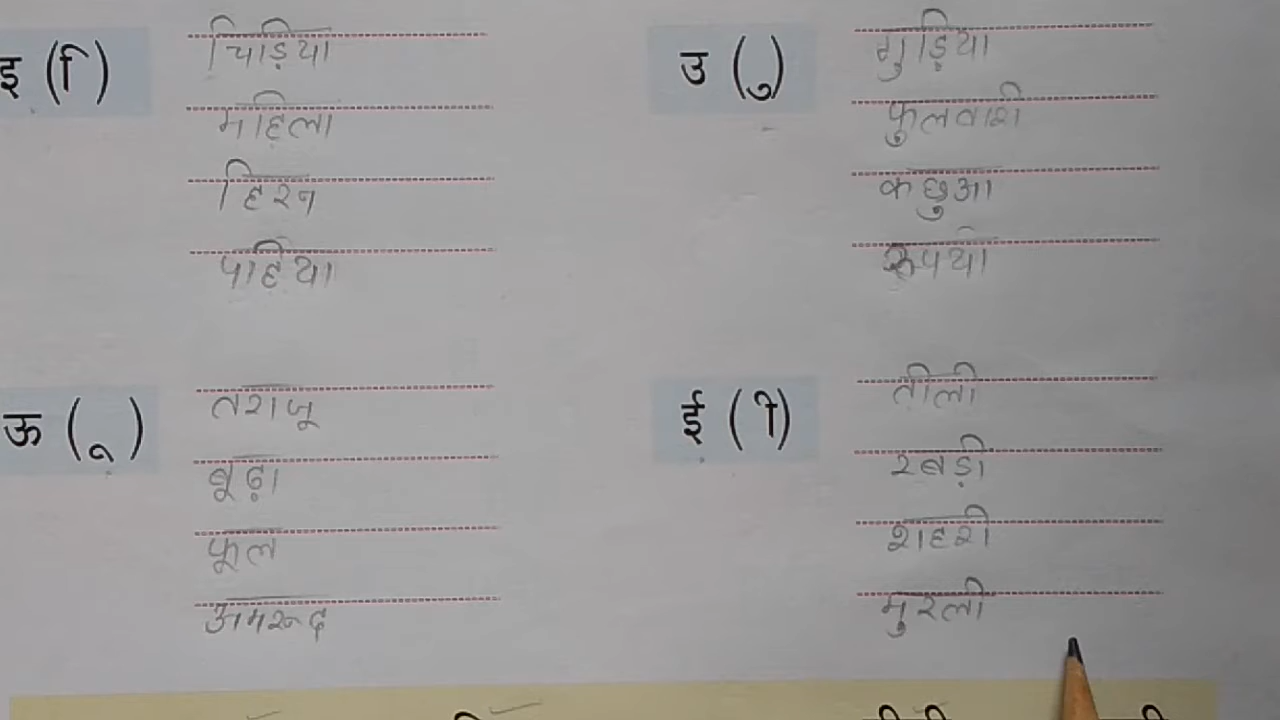 इ (ि)
चिड़िया
महिला
हिरन
पहिया
उ (ु)
गुड़िया
फुलवारी
कछुआ
रूपया
ऊ (ू)
तराजू
बूढ़ा
फूल
अमरूद
ई (ी)
तीली
रबड़ी
शहरी
मुरली